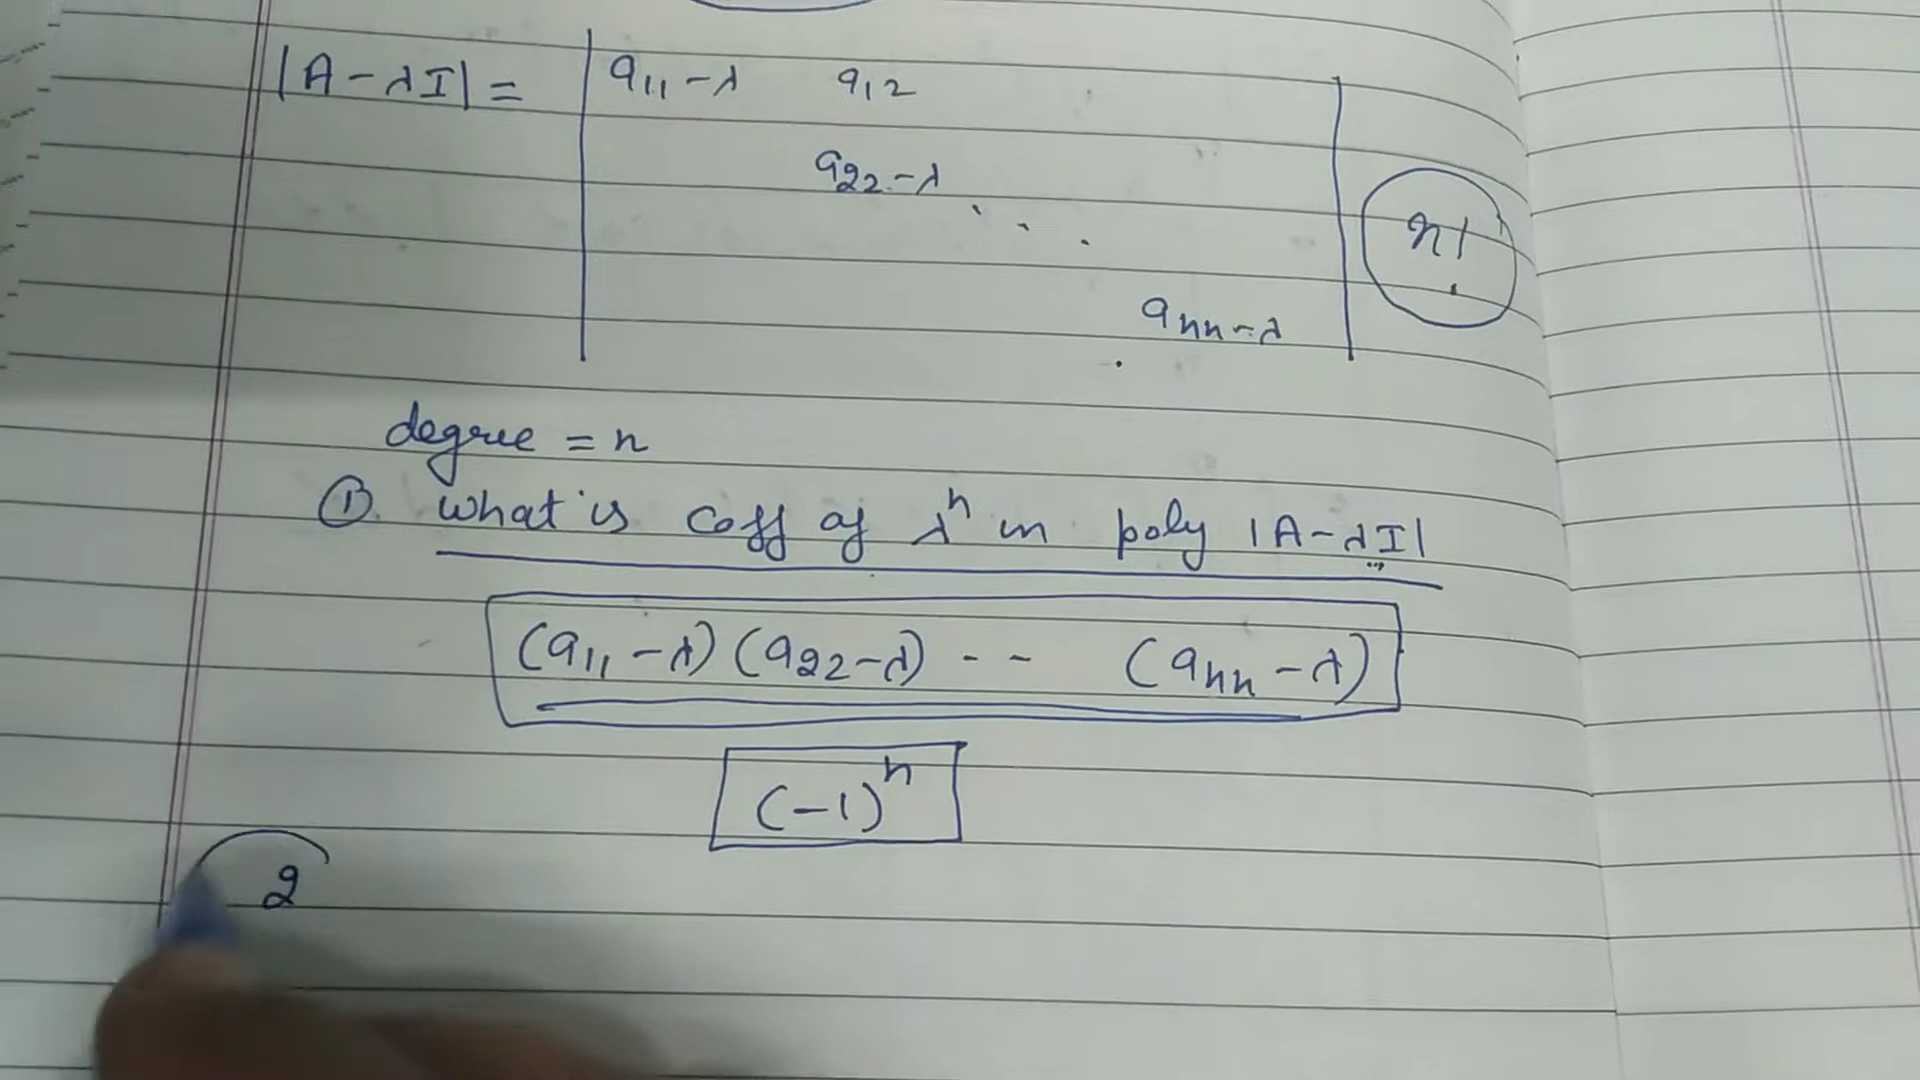 |A - λI| = | a11 - λ a12 |
a22 - λ
. . .
n!
ann - λ
degree = n
① what is coff of λ^n in poly |A - λI|
(a11 - λ) (a22 - λ) - - (ann - λ)
(-1)^n
2